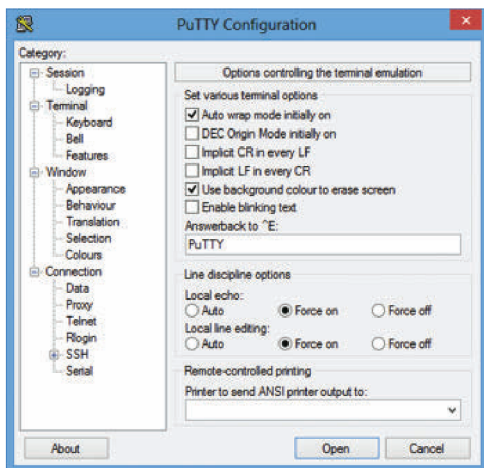 PuTTY Configuration
Category:
Session
Logging
Terminal
Keyboard
Bell
Features
Window
Appearance
Behaviour
Translation
Selection
Colours
Connection
Data
Proxy
Telnet
Rlogin
SSH
Serial
Options controlling the terminal emulation
Set various terminal options
Auto wrap mode initially on
DEC Origin Mode initially on
Implicit CR in every LF
Implicit LF in every CR
Use background colour to erase screen
Enable blinking text
Answerback to ^E:
PuTTY
Line discipline options
Local echo:
Auto Force on Force off
Local line editing:
Auto Force on Force off
Remote-controlled printing
Printer to send ANSI printer output to:
About Open Cancel